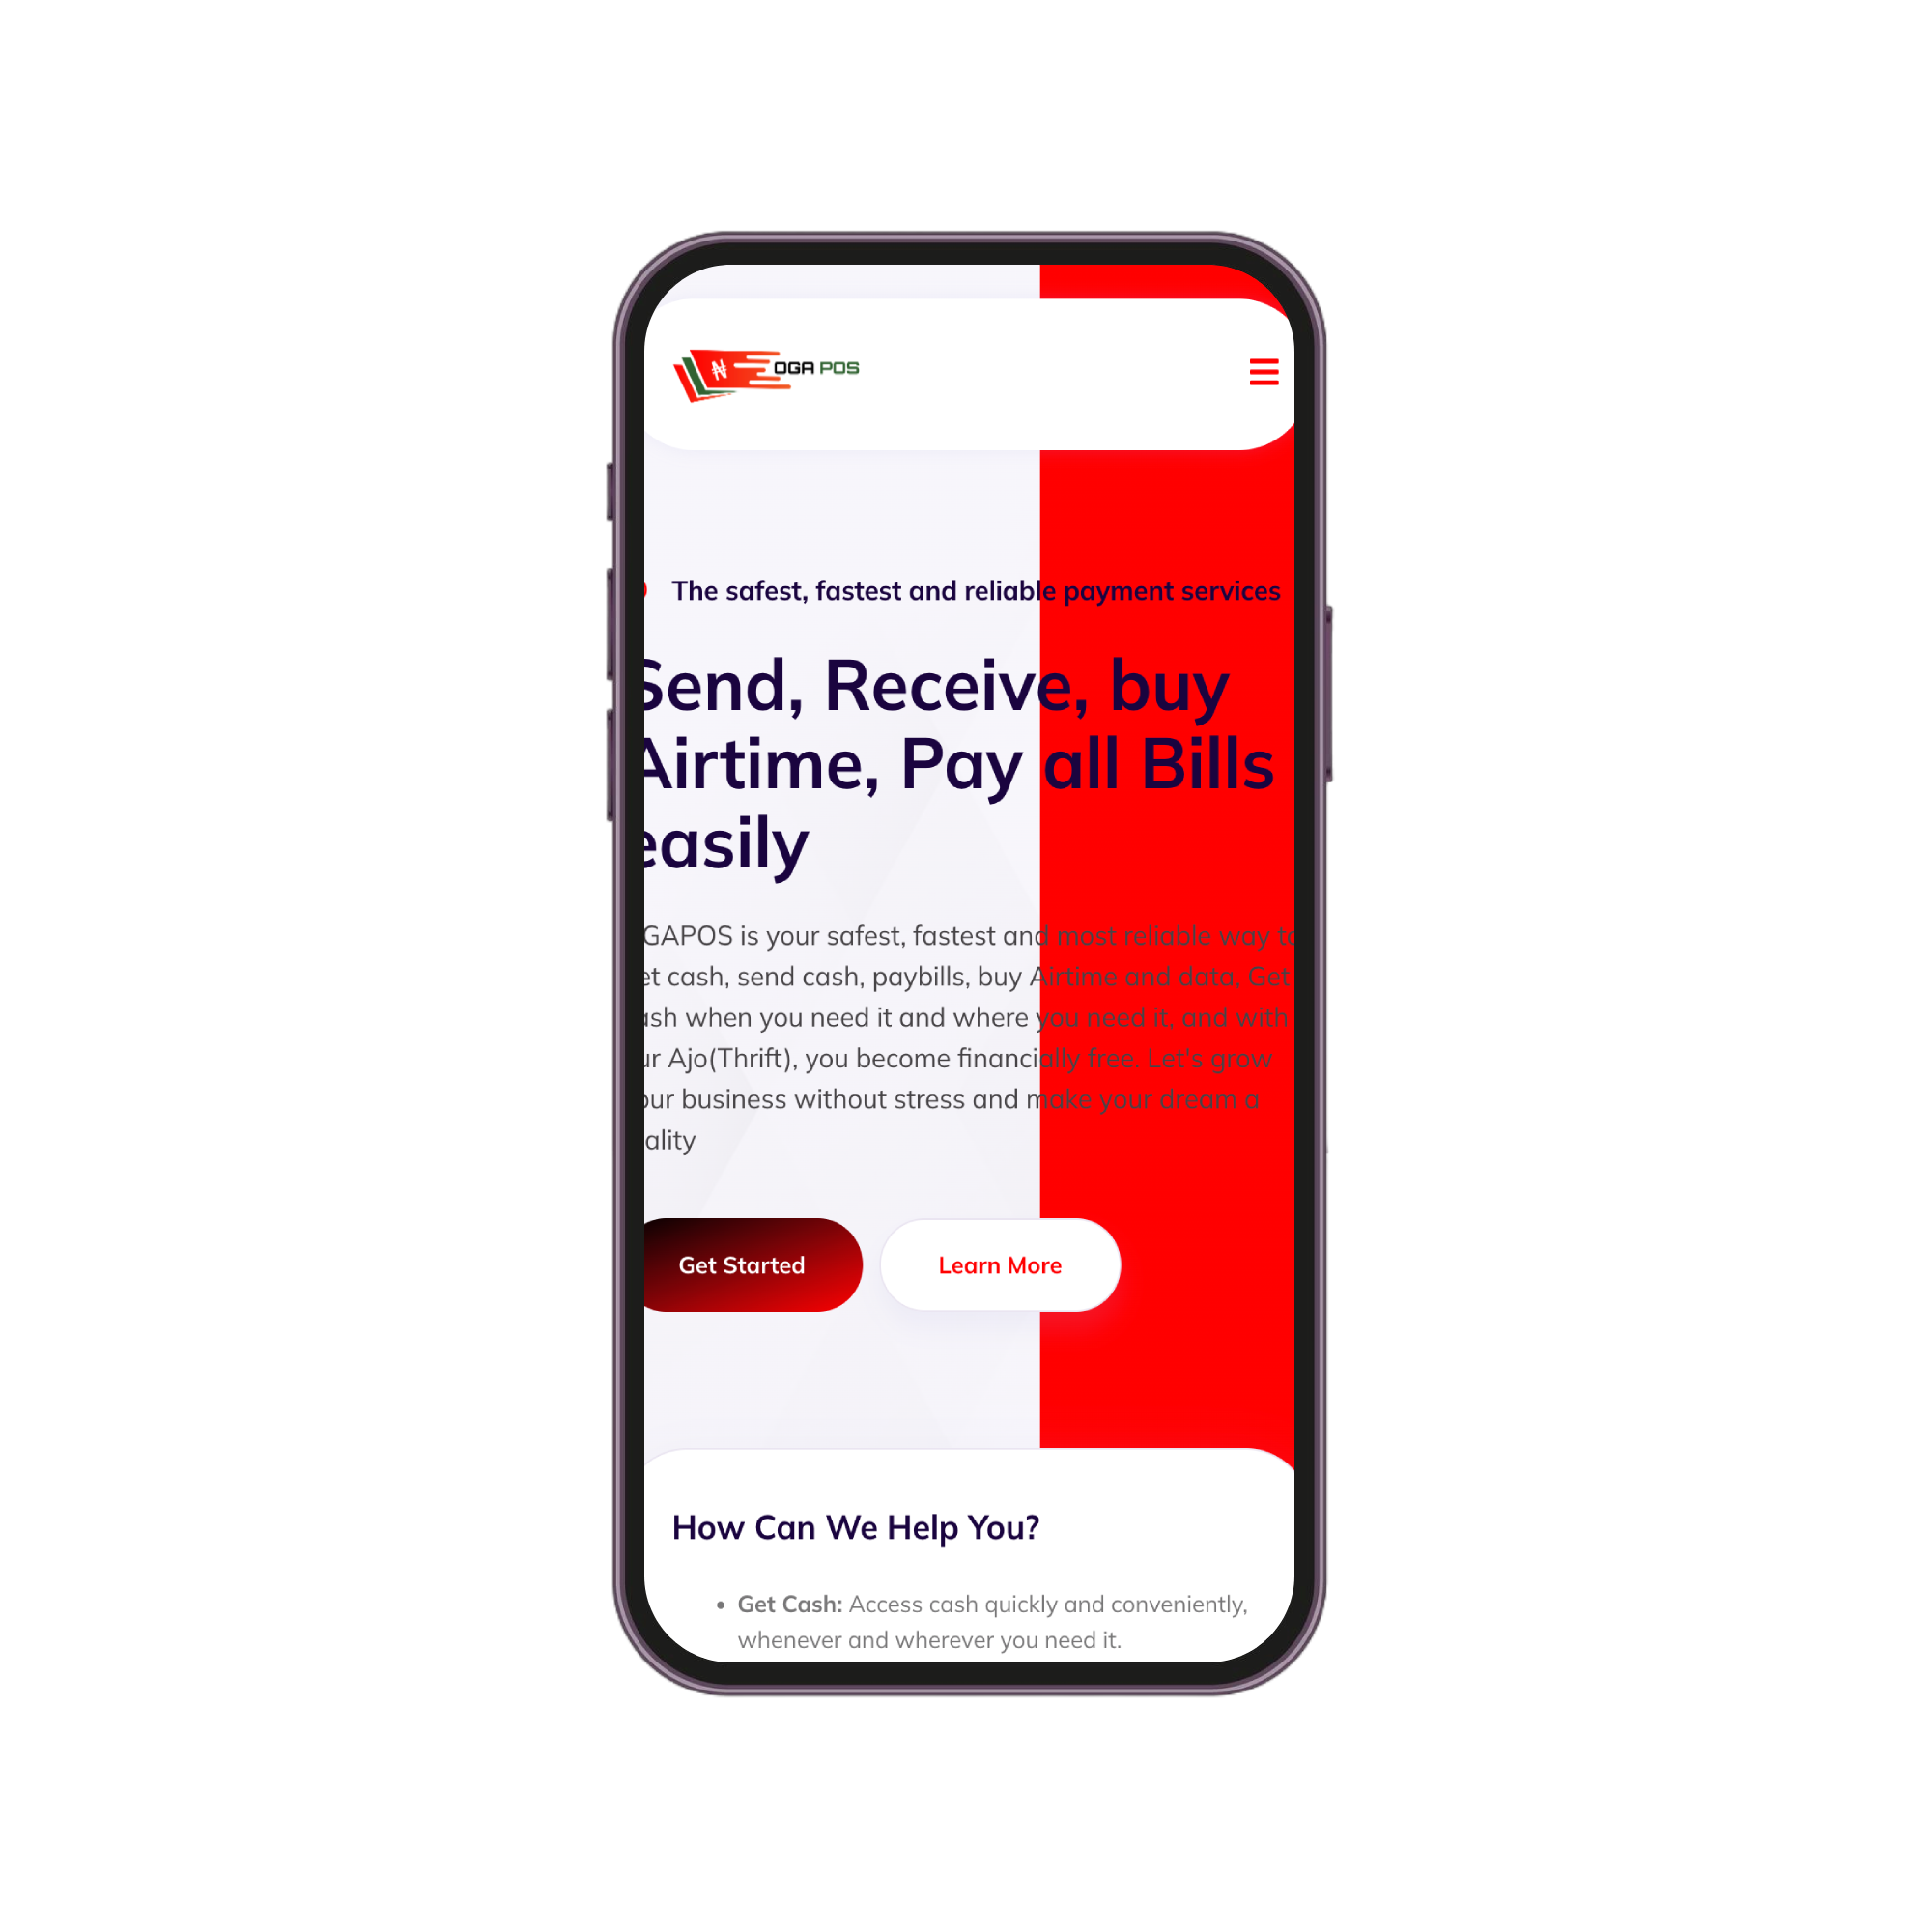 ₦ OGA POS
The safest, fastest and reliable payment services
Send, Receive, buy
Airtime, Pay all Bills
easily
GAPOS is your safest, fastest and most reliable way to
et cash, send cash, paybills, buy Airtime and data, Get
ash when you need it and where you need it, and with
ur Ajo(Thrift), you become financially free. Let's grow
our business without stress and make your dream a
ality
Get Started
Learn More
How Can We Help You?
• Get Cash: Access cash quickly and conveniently,
whenever and wherever you need it.